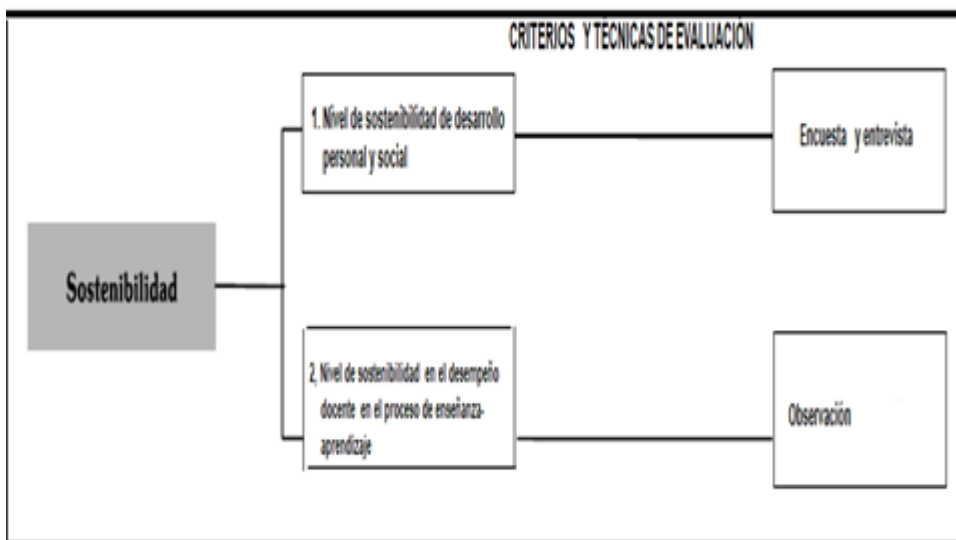 CRITERIOS Y TÉCNICAS DE EVALUACIÓN
1. Nivel de sostenibilidad de desarrollo
personal y social
Encuesta y entrevista
Sostenibilidad
2, Nivel de sostenibilidad en el desempeño
docente en el proceso de enseñanza-
aprendizaje
Observación